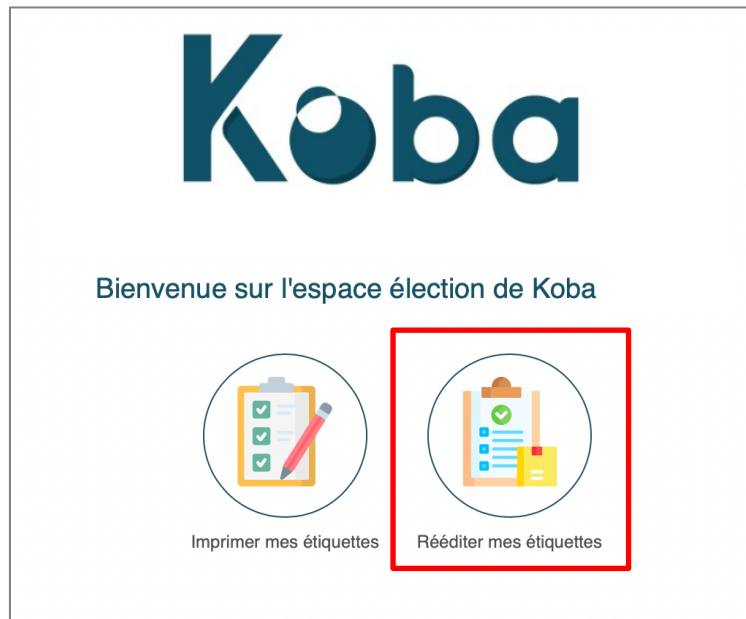 Koba
Bienvenue sur l'espace élection de Koba
Imprimer mes étiquettes
Rééditer mes étiquettes